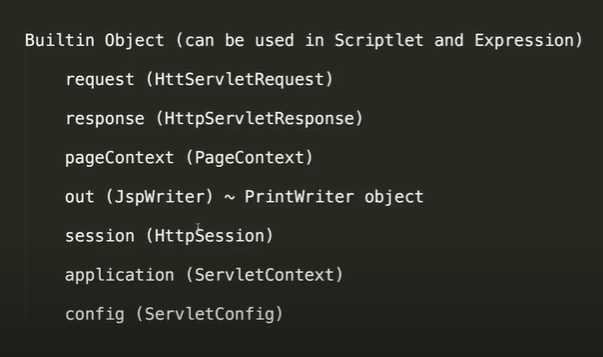 Builtin Object (can be used in Scriptlet and Expression)
request (HttServletRequest)
response (HttpServletResponse)
pageContext (PageContext)
out (JspWriter) ~ PrintWriter object
session (HttpSession)
application (ServletContext)
config (ServletConfig)